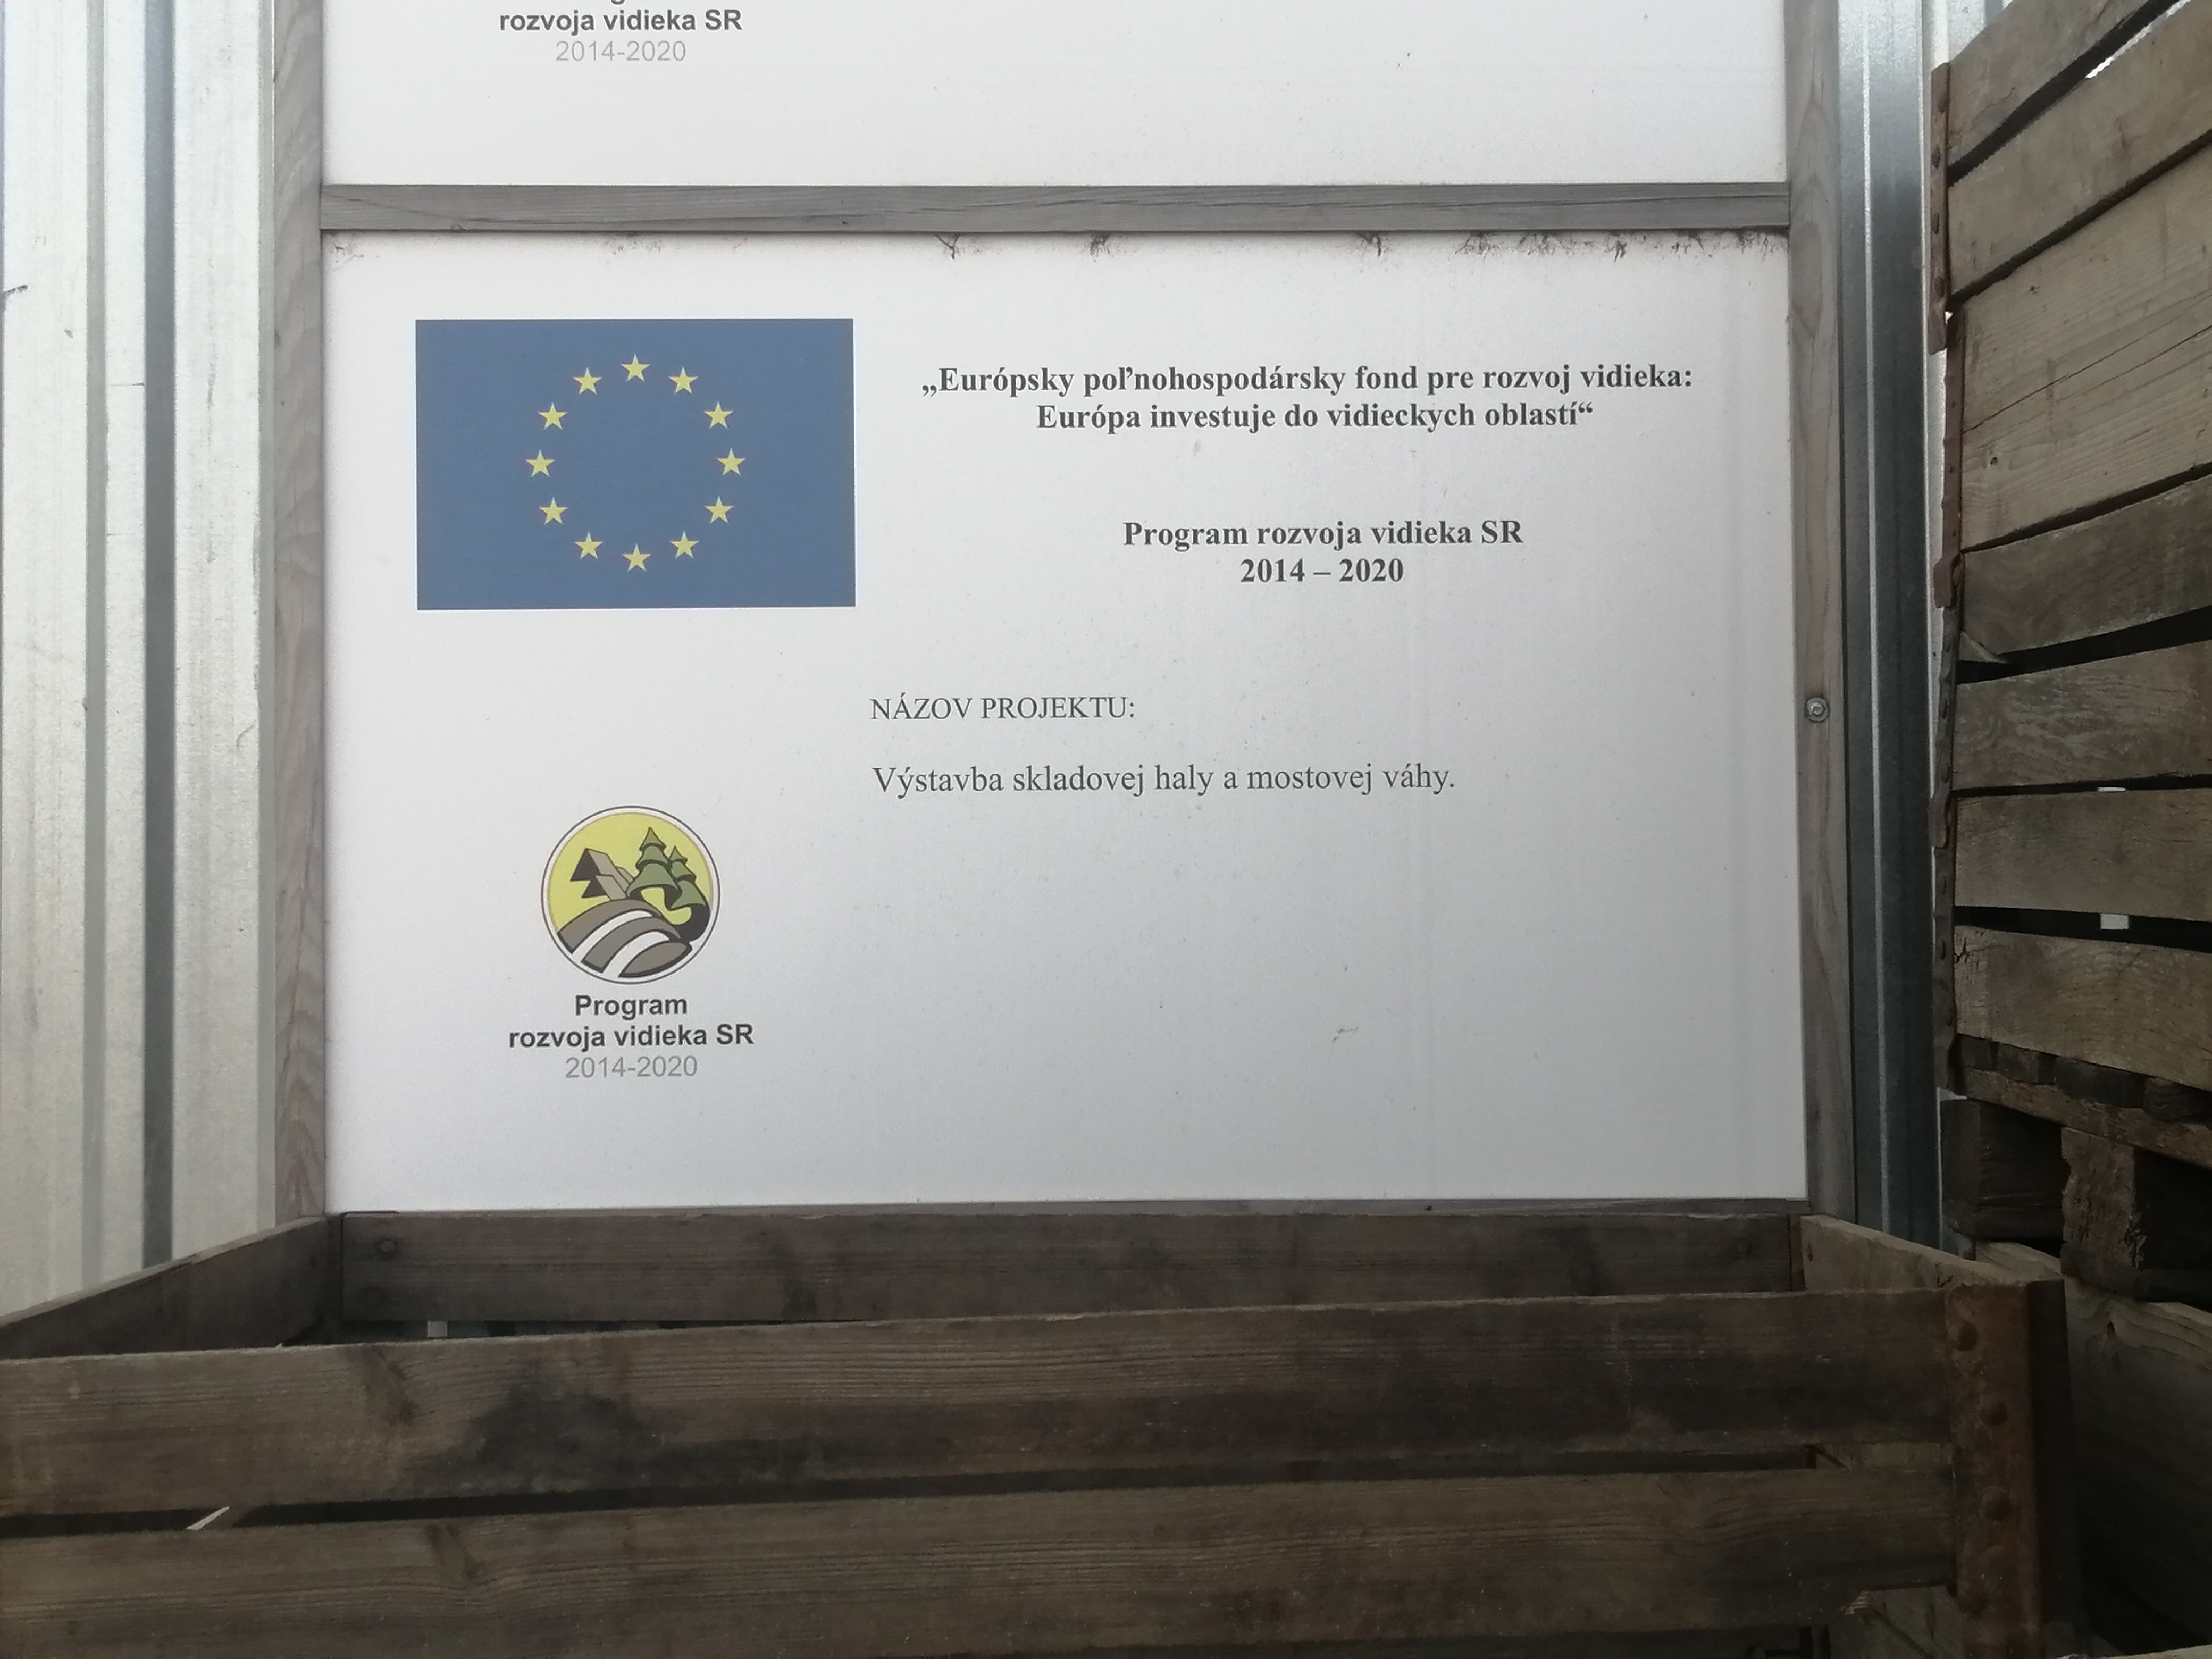 rozvoja vidieka SR
2014-2020
„Európsky poľnohospodársky fond pre rozvoj vidieka:
Európa investuje do vidieckych oblastí“
Program rozvoja vidieka SR
2014 – 2020
NÁZOV PROJEKTU:
Výstavba skladovej haly a mostovej váhy.
Program
rozvoja vidieka SR
2014-2020